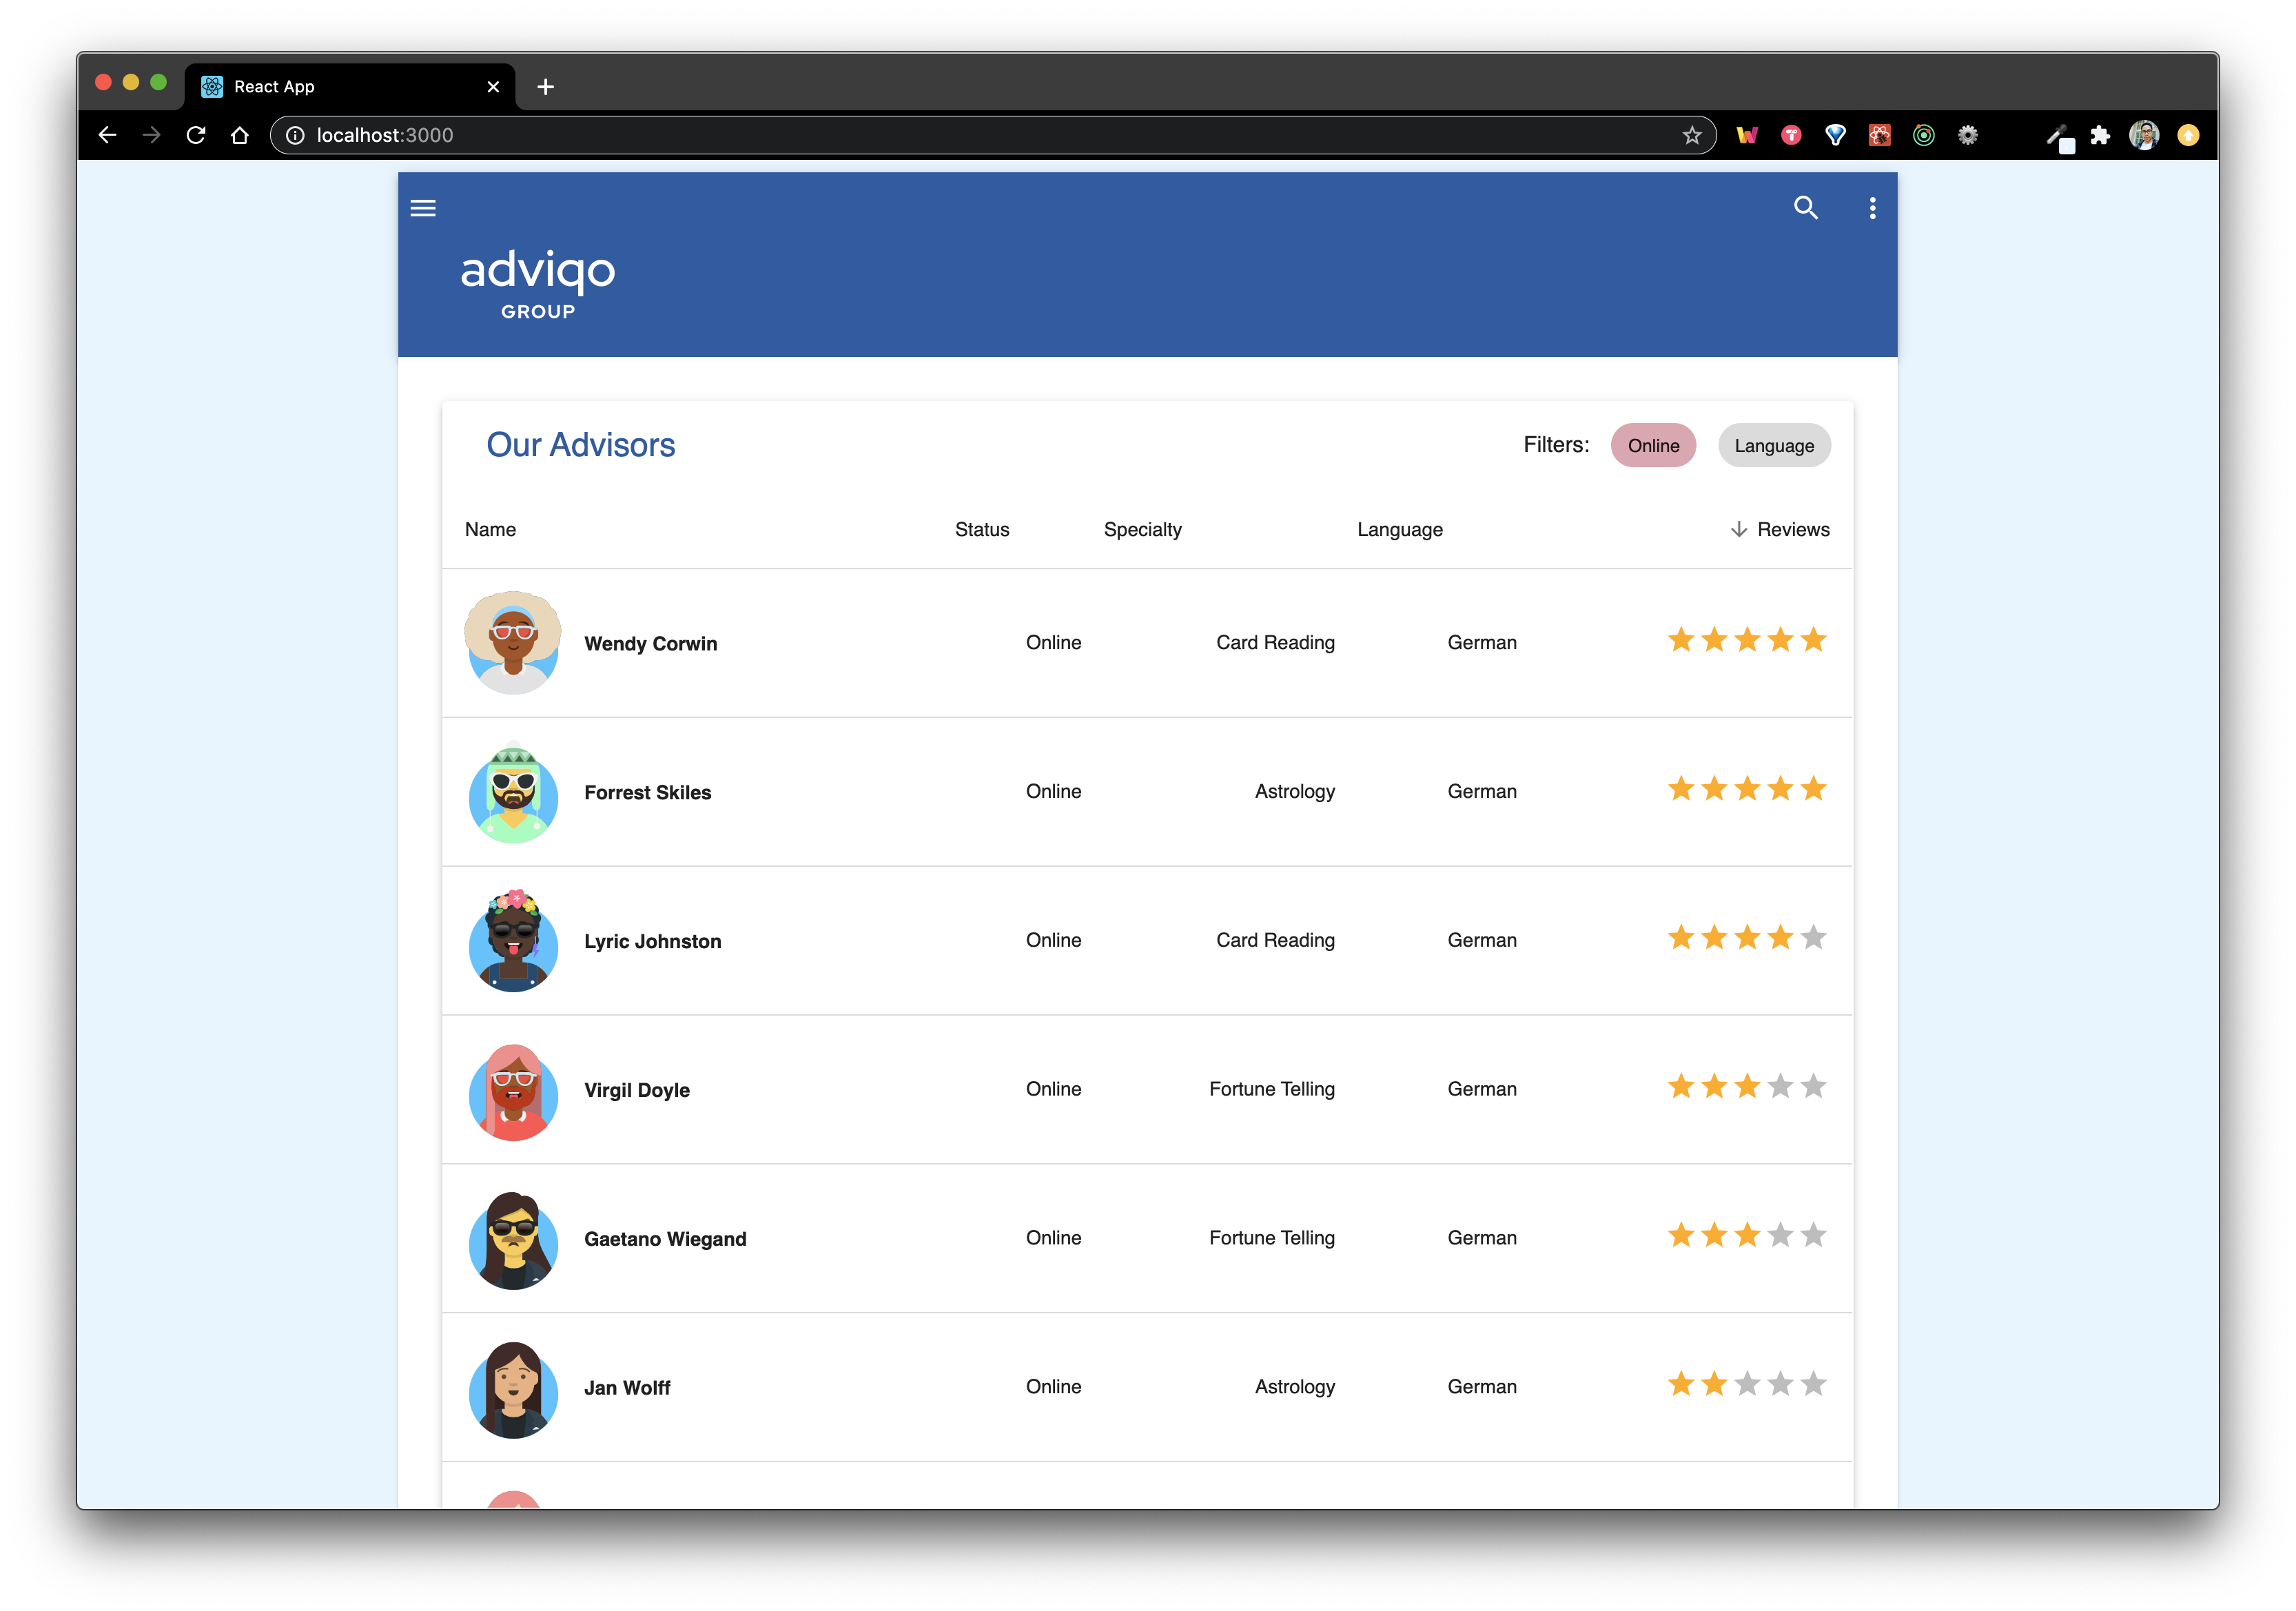 React App
localhost:3000
adviqo
GROUP
Our Advisors Filters: Online Language
Name Status Specialty Language Reviews
Wendy Corwin Online Card Reading German
Forrest Skiles Online Astrology German
Lyric Johnston Online Card Reading German
Virgil Doyle Online Fortune Telling German
Gaetano Wiegand Online Fortune Telling German
Jan Wolff Online Astrology German